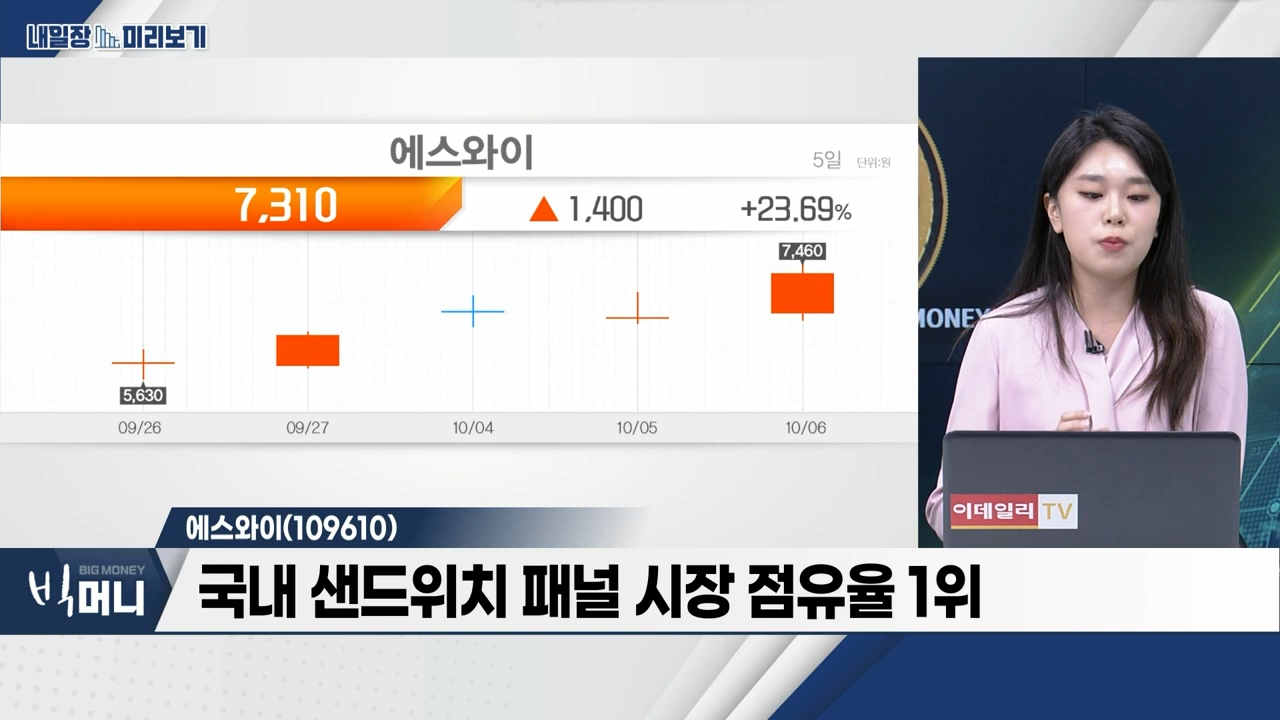 내일장 미리보기
에스와이
5일 단위:원
7,310 ▲ 1,400 +23.69%
7,460
5,630
09/26 09/27 10/04 10/05 10/06
MONEY
이데일리 TV
에스와이(109610)
BIG MONEY
빅머니
국내 샌드위치 패널 시장 점유율 1위